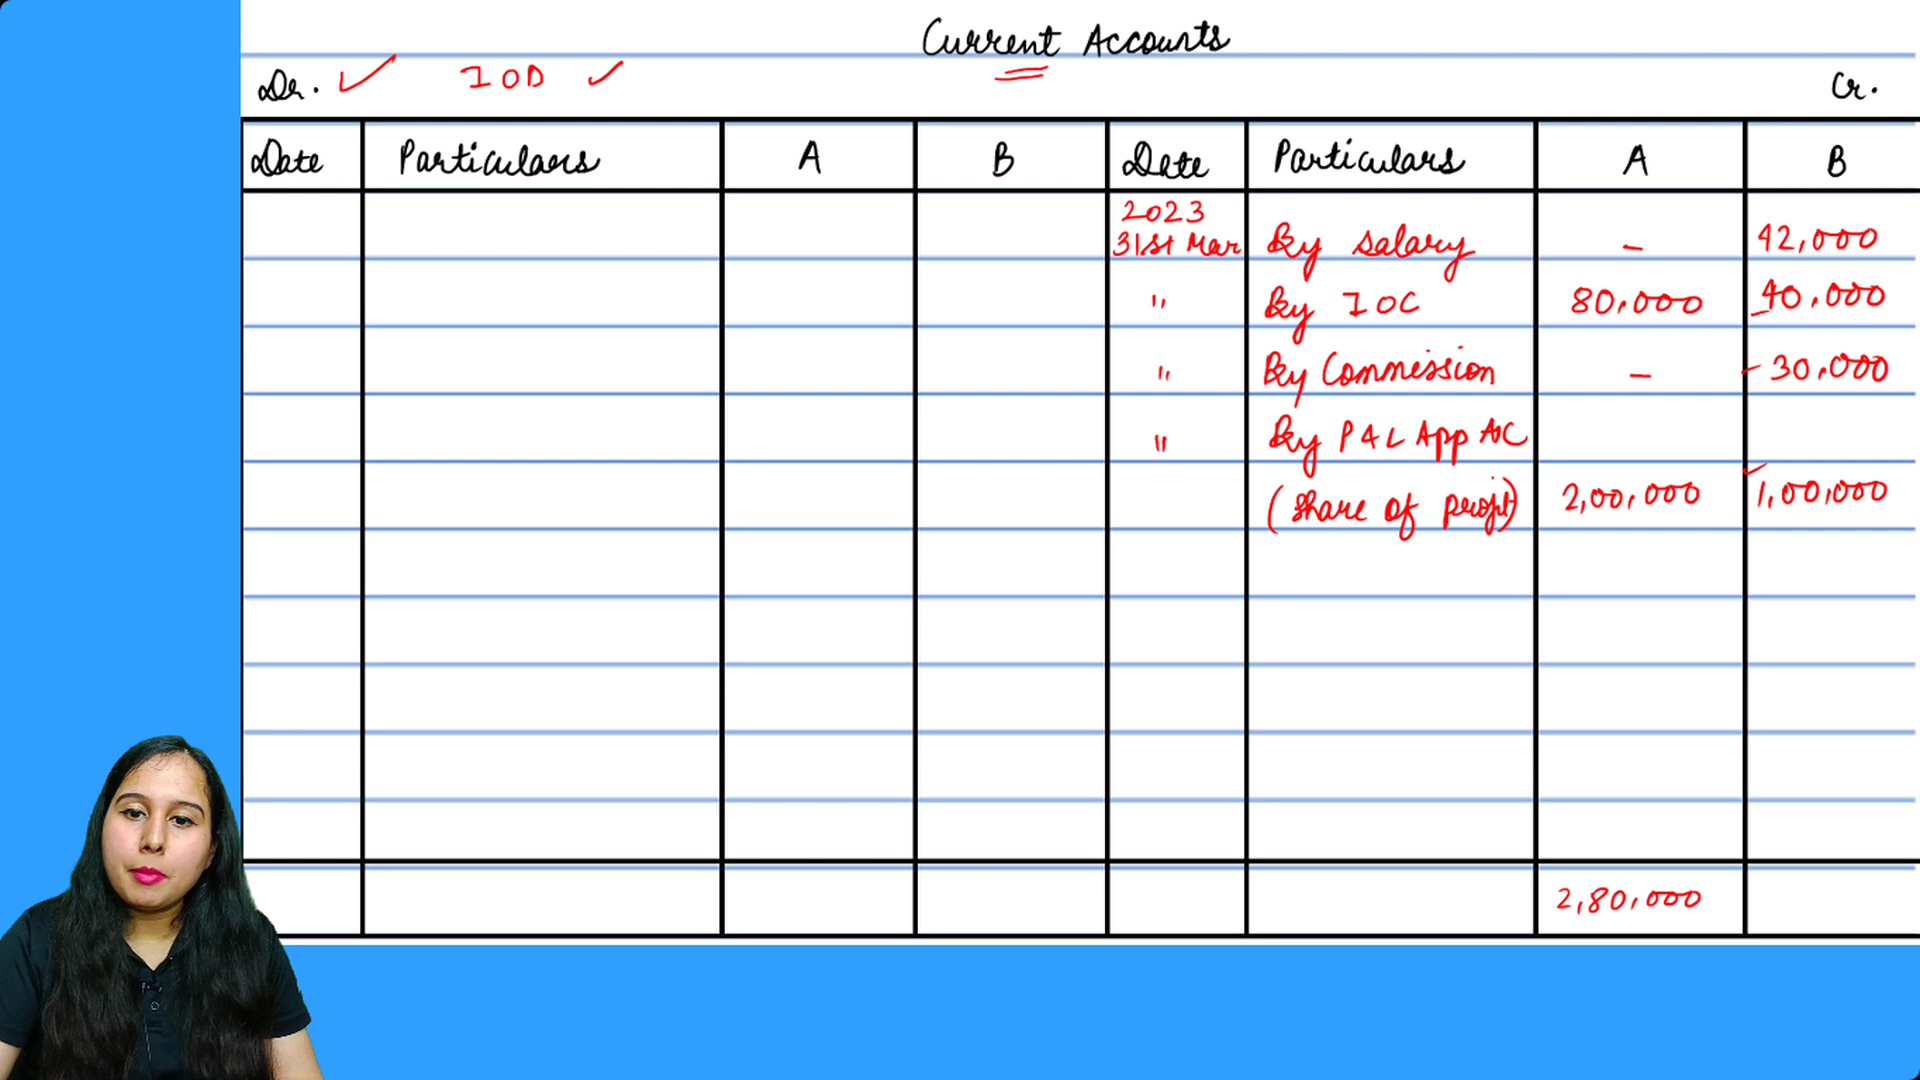 Current Accounts
Dr. IOD Cr.
Date Particulars A B Date Particulars A B
2023
31st Mar By Salary - 42,000
" By IOC 80,000 40,000
" By Commission - 30,000
" By P & L App A/C
(Share of profit) 2,00,000 1,00,000
2,80,000